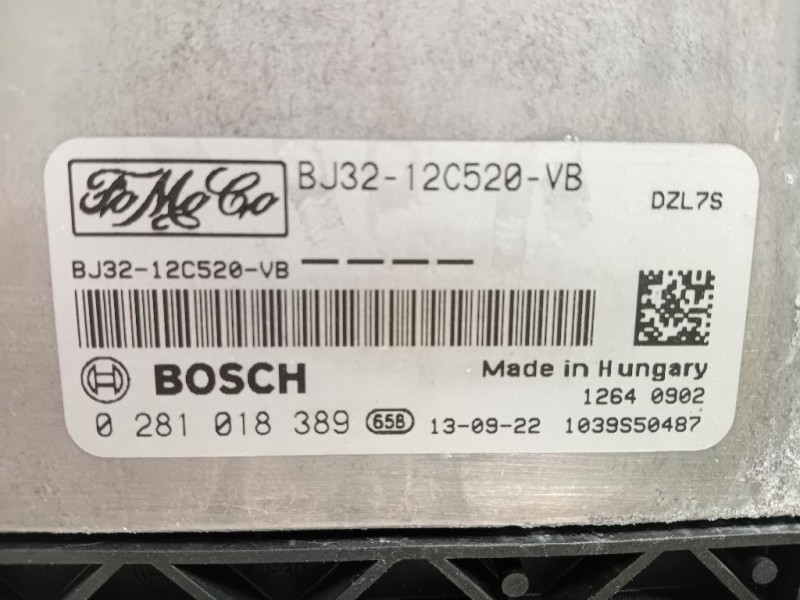 FoMoCo BJ32-12C520-VB DZL7S
BJ32-12C520-VB ————
BOSCH Made in Hungary
1264 0902
0 281 018 389 65B 13-09-22 1039S50487